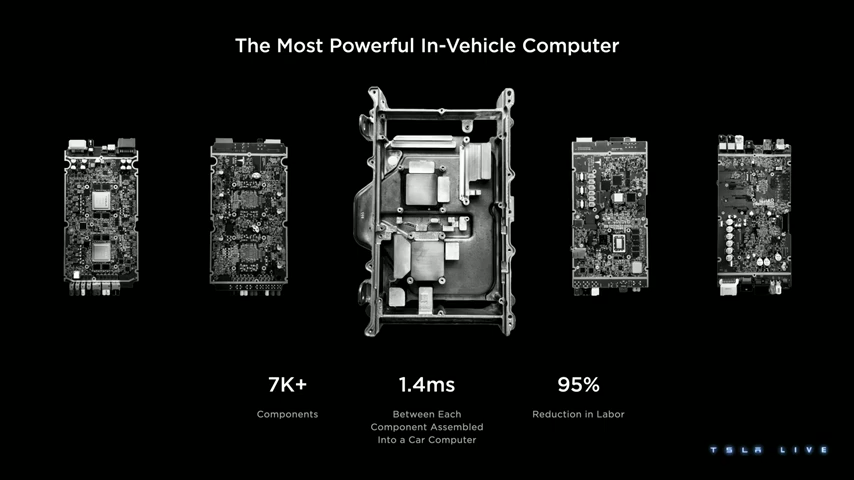 The Most Powerful In-Vehicle Computer
7K+
Components
1.4ms
Between Each
Component Assembled
Into a Car Computer
95%
Reduction in Labor
TSLA LIVE